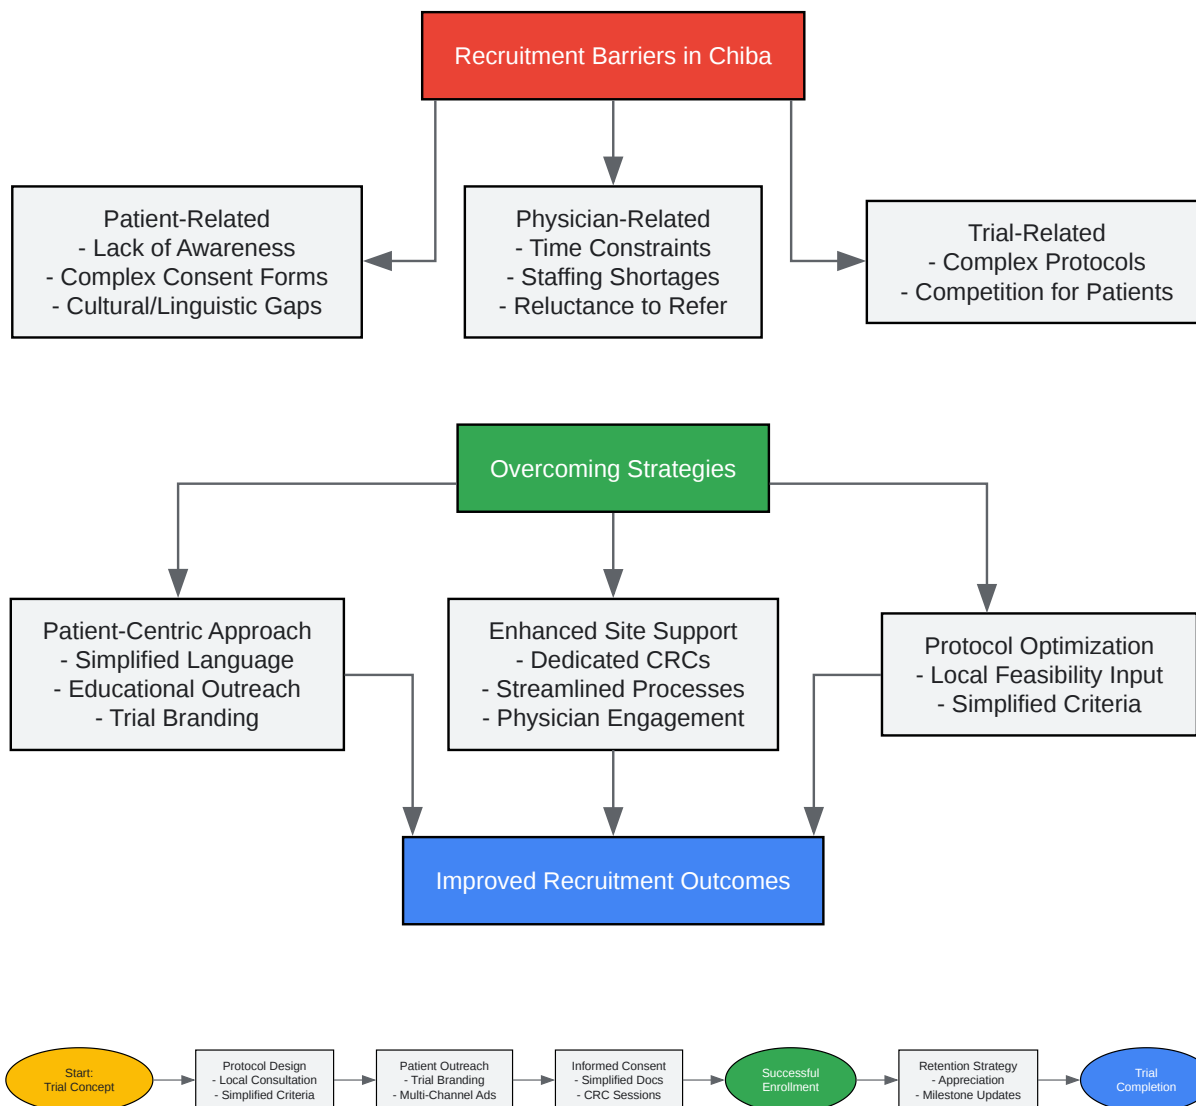 Recruitment Barriers in Chiba
Patient-Related
- Lack of Awareness
- Complex Consent Forms
- Cultural/Linguistic Gaps
Physician-Related
- Time Constraints
- Staffing Shortages
- Reluctance to Refer
Trial-Related
- Complex Protocols
- Competition for Patients
Overcoming Strategies
Patient-Centric Approach
- Simplified Language
- Educational Outreach
- Trial Branding
Enhanced Site Support
- Dedicated CRCs
- Streamlined Processes
- Physician Engagement
Protocol Optimization
- Local Feasibility Input
- Simplified Criteria
Improved Recruitment Outcomes
Start:
Trial Concept
Protocol Design
- Local Consultation
- Simplified Criteria
Patient Outreach
- Trial Branding
- Multi-Channel Ads
Informed Consent
- Simplified Docs
- CRC Sessions
Successful
Enrollment
Retention Strategy
- Appreciation
- Milestone Updates
Trial
Completion